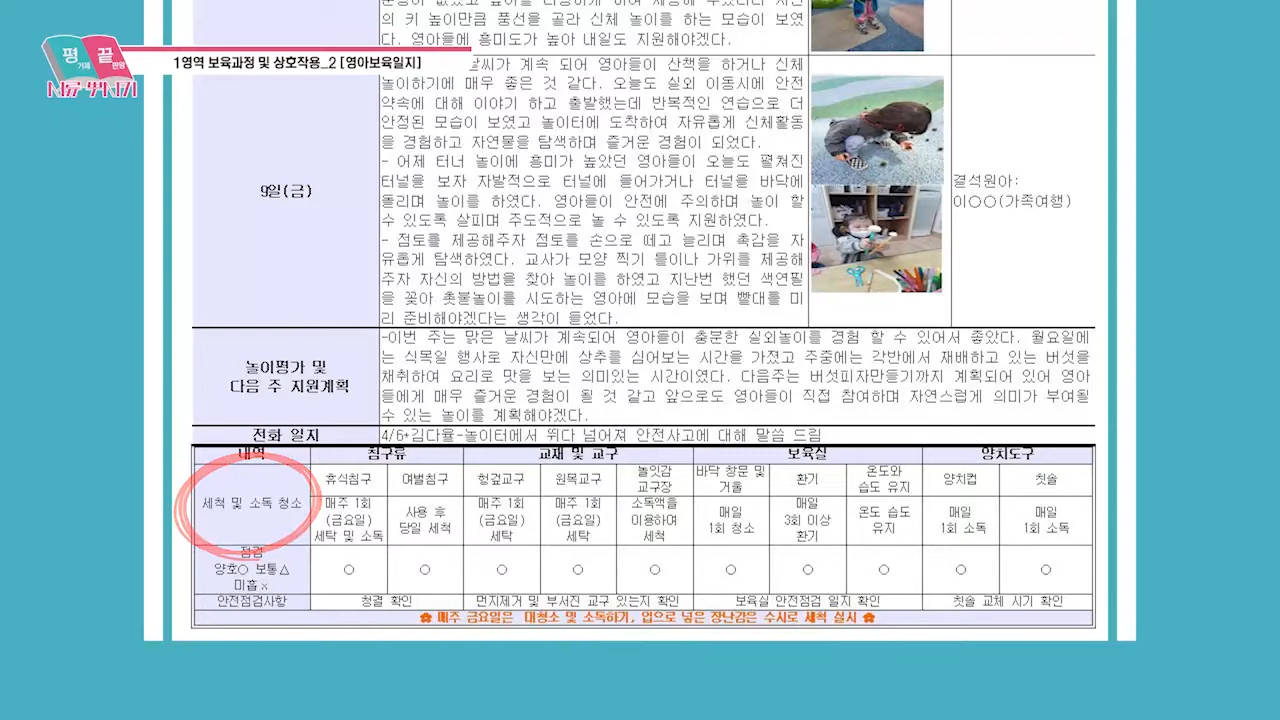 평가제 끝판왕
서류 뿌시기
1영역 보육과정 및 상호작용_2 [영아보육일지]
의 키 높이만큼 풍선을 골라 신체 놀이를 하는 모습이 보였
다. 영아들에 흥미도가 높아 내일도 지원해야겠다.
9일(금)
날씨가 계속 되어 영아들이 산책을 하거나 신체
놀이하기에 매우 좋은 것 같다. 오늘도 실외 이동시에 안전
약속에 대해 이야기 하고 출발했는데 반복적인 연습으로 더
안정된 모습이 보였고 놀이터에 도착하여 자유롭게 신체활동
을 경험하고 자연물을 탐색하며 즐거운 경험이 되었다.
- 어제 터너 놀이에 흥미가 높았던 영아들이 오늘도 펼쳐진
터널을 보자 자발적으로 터널에 들어가거나 터널을 바닥에
돌리며 놀이를 하였다. 영아들이 안전에 주의하며 놀이 할
수 있도록 살피며 주도적으로 놀 수 있도록 지원하였다.
- 점토를 제공해주자 점토를 손으로 떼고 늘리며 촉감을 자
유롭게 탐색하였다. 교사가 모양 찍기 틀이나 가위를 제공해
주자 자신의 방법을 찾아 놀이를 하였고 지난번 했던 색연필
을 꽂아 촛불놀이를 시도하는 영아에 모습을 보며 빨대를 미
리 준비해야겠다는 생각이 들었다.
결석원아:
이○○(가족여행)
놀이평가 및
다음 주 지원계획
-이번 주는 맑은 날씨가 계속되어 영아들이 충분한 실외놀이를 경험 할 수 있어서 좋았다. 월요일에
는 식목일 행사로 자신만에 상추를 심어보는 시간을 가졌고 주중에는 각반에서 재배하고 있는 버섯을
채취하여 요리로 맛을 보는 의미있는 시간이였다. 다음주는 버섯피자만들기까지 계획되어 있어 영아
들에게 매우 즐거운 경험이 될 것 같고 앞으로도 영아들이 직접 참여하며 자연스럽게 의미가 부여될
수 있는 놀이를 계획해야겠다.
전화 일지
4/6*김다율-놀이터에서 뛰다 넘어져 안전사고에 대해 말씀 드림
내역 침구류 교재 및 교구 보육실 양치도구
세척 및 소독 청소
휴식침구 여벌침구 헝겊교구 원목교구 놀잇감 교구장 바닥 창문 및 거울 환기 온도와 습도 유지 양치컵 칫솔
매주 1회 (금요일) 세탁 및 소독
사용 후 당일 세척
매주 1회 (금요일) 세탁
매주 1회 (금요일) 세탁
소독액을 이용하여 세척
매일 1회 청소
매일 3회 이상 환기
온도 습도 유지
매일 1회 소독
매일 1회 소독
점검
양호○ 보통△
미흡x
○ ○ ○ ○ ○ ○ ○ ○ ○ ○
안전점검사항 청결 확인 먼지제거 및 부서진 교구 있는지 확인 보육실 안전점검 일지 확인 칫솔 교체 시기 확인
매주 금요일은 대청소 및 소독하기, 입으로 넣은 장난감은 수시로 세척 실시